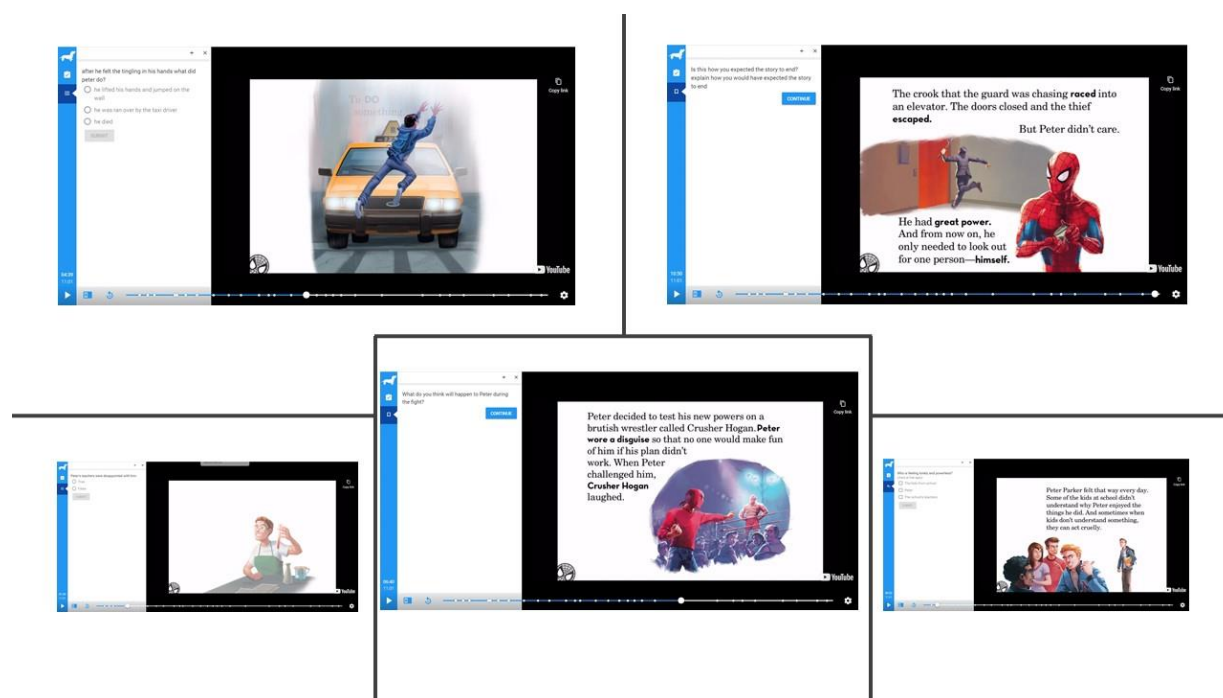 after he felt the tingling in his hands what did
peter do?
he lifted his hands and jumped on the
wall
he was ran over by the taxi driver
he died
SUBMIT
Copy link
YouTube
Is this how you expected the story to end?
explain how you would have expected the story
to end
CONTINUE
The crook that the guard was chasing raced into
an elevator. The doors closed and the thief
escaped.
But Peter didn't care.
He had great power.
And from now on, he
only needed to look out
for one person—himself.
Copy link
YouTube
What do you think will happen to Peter during
the fight?
CONTINUE
Peter decided to test his new powers on a
brutish wrestler called Crusher Hogan. Peter
wore a disguise so that no one would make fun
of him if his plan didn't
work. When Peter
challenged him,
Crusher Hogan
laughed.
Copy link
YouTube
Copy link
YouTube
Peter Parker felt that way every day.
Some of the kids at school didn't
understand why Peter enjoyed the
things he did. And sometimes when
kids don't understand something,
they can act cruelly.
Copy link
YouTube